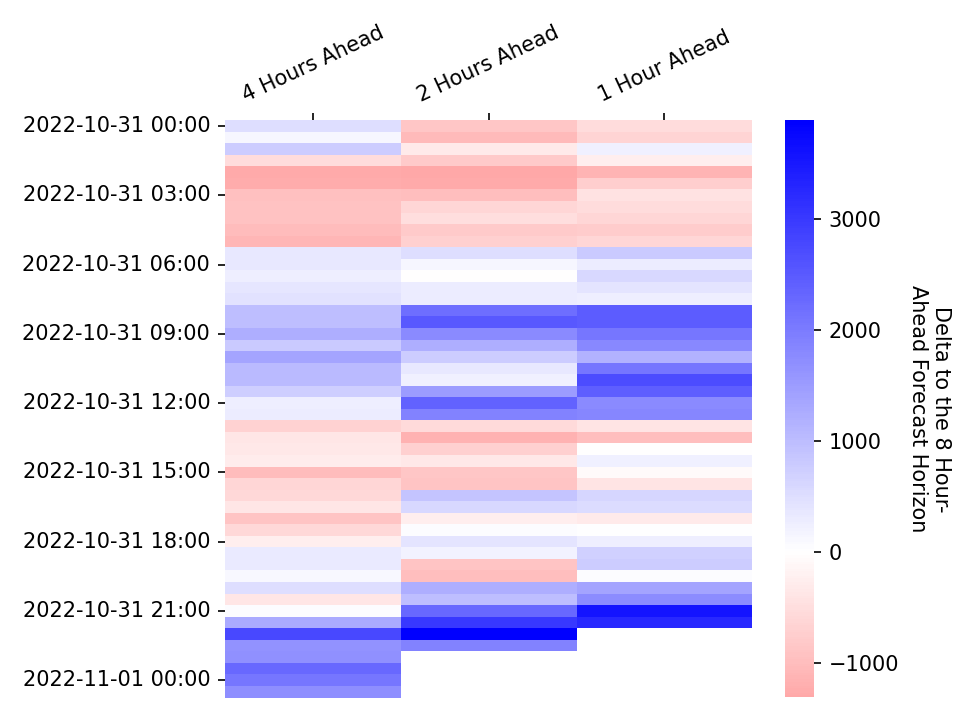 4 Hours Ahead
2 Hours Ahead
1 Hour Ahead
2022-10-31 00:00
2022-10-31 03:00
2022-10-31 06:00
2022-10-31 09:00
2022-10-31 12:00
2022-10-31 15:00
2022-10-31 18:00
2022-10-31 21:00
2022-11-01 00:00
3000
2000
1000
0
−1000
Delta to the 8 Hour-
Ahead Forecast Horizon